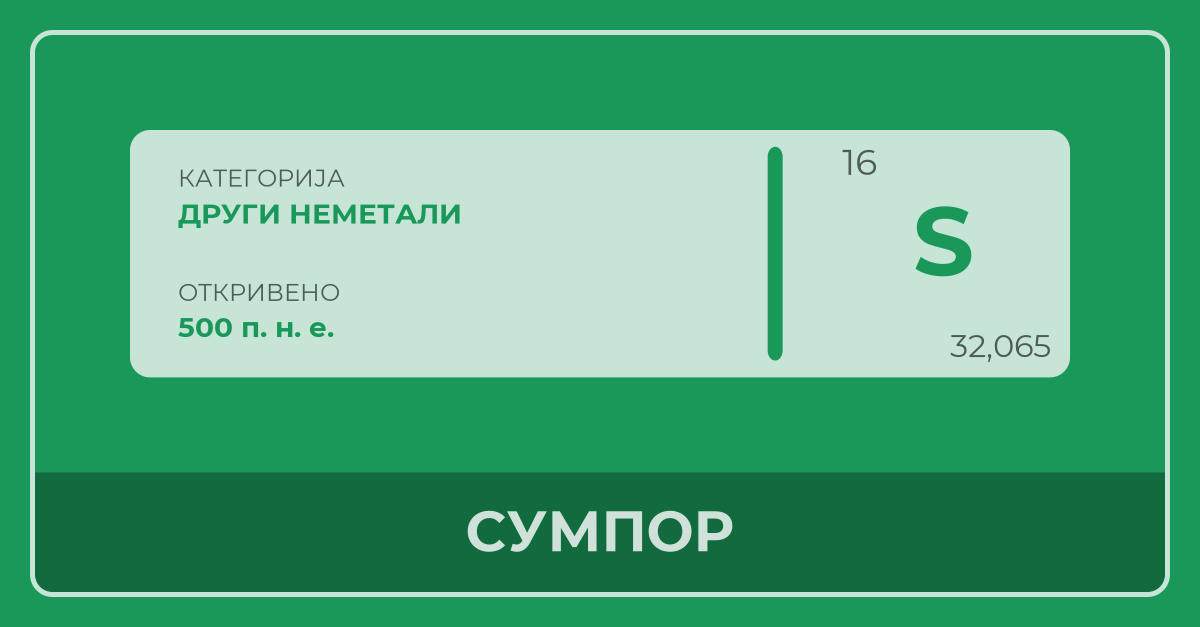 КАТЕГОРИЈА
ДРУГИ НЕМЕТАЛИ
ОТКРИВЕНО
500 п. н. е.
16
S
32,065
СУМПОР